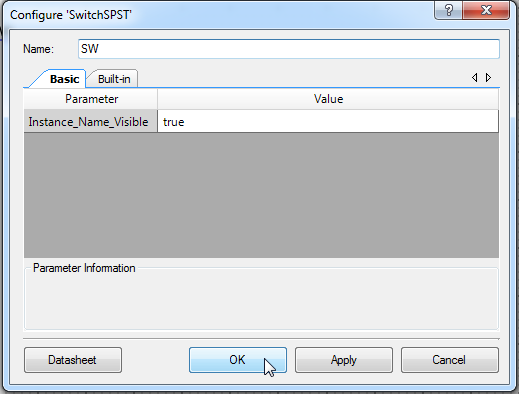 Configure 'SwitchSPST'
?
Name: SW
Basic Built-in
Parameter Value
Instance_Name_Visible true
Parameter Information
Datasheet OK Apply Cancel